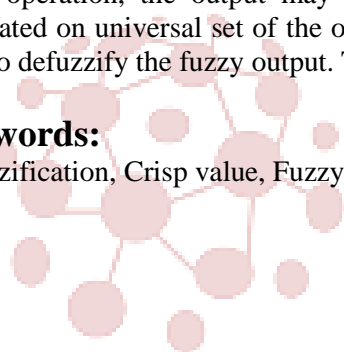 operation, the output may
ated on universal set of the o
o defuzzify the fuzzy output. T
words:
zification, Crisp value, Fuzzy